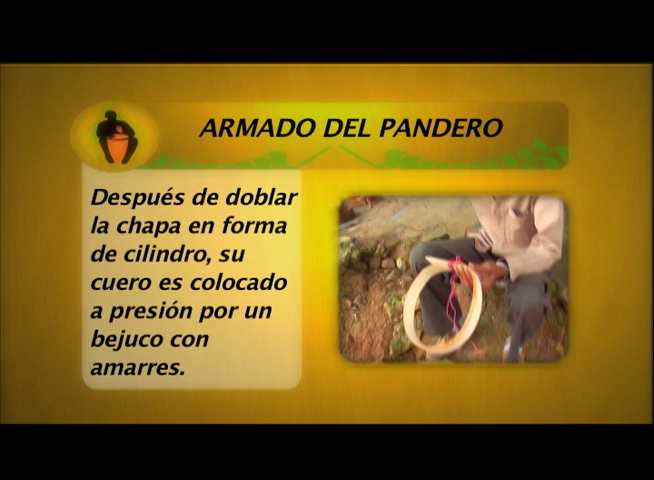 ARMADO DEL PANDERO
Después de doblar
la chapa en forma
de cilindro, su
cuero es colocado
a presión por un
bejuco con
amarres.